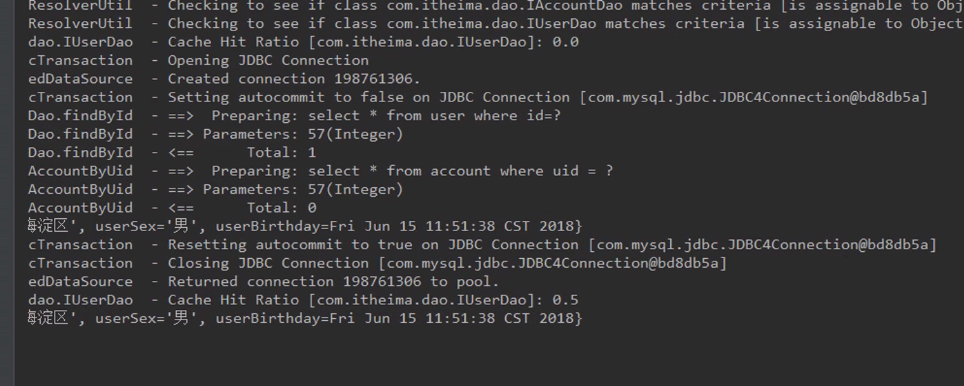 ResolverUtil - Checking to see if class com.itheima.dao.IAccountDao matches criteria [is assignable to Obj
ResolverUtil - Checking to see if class com.itheima.dao.IUserDao matches criteria [is assignable to Object
dao.IUserDao - Cache Hit Ratio [com.itheima.dao.IUserDao]: 0.0
cTransaction - Opening JDBC Connection
edDataSource - Created connection 198761306.
cTransaction - Setting autocommit to false on JDBC Connection [com.mysql.jdbc.JDBC4Connection@bd8db5a]
Dao.findById - ==>  Preparing: select * from user where id=?
Dao.findById - ==> Parameters: 57(Integer)
Dao.findById - <==      Total: 1
AccountByUid - ==>  Preparing: select * from account where uid = ?
AccountByUid - ==> Parameters: 57(Integer)
AccountByUid - <==      Total: 0
海淀区', userSex='男', userBirthday=Fri Jun 15 11:51:38 CST 2018}
cTransaction - Resetting autocommit to true on JDBC Connection [com.mysql.jdbc.JDBC4Connection@bd8db5a]
cTransaction - Closing JDBC Connection [com.mysql.jdbc.JDBC4Connection@bd8db5a]
edDataSource - Returned connection 198761306 to pool.
dao.IUserDao - Cache Hit Ratio [com.itheima.dao.IUserDao]: 0.5
海淀区', userSex='男', userBirthday=Fri Jun 15 11:51:38 CST 2018}